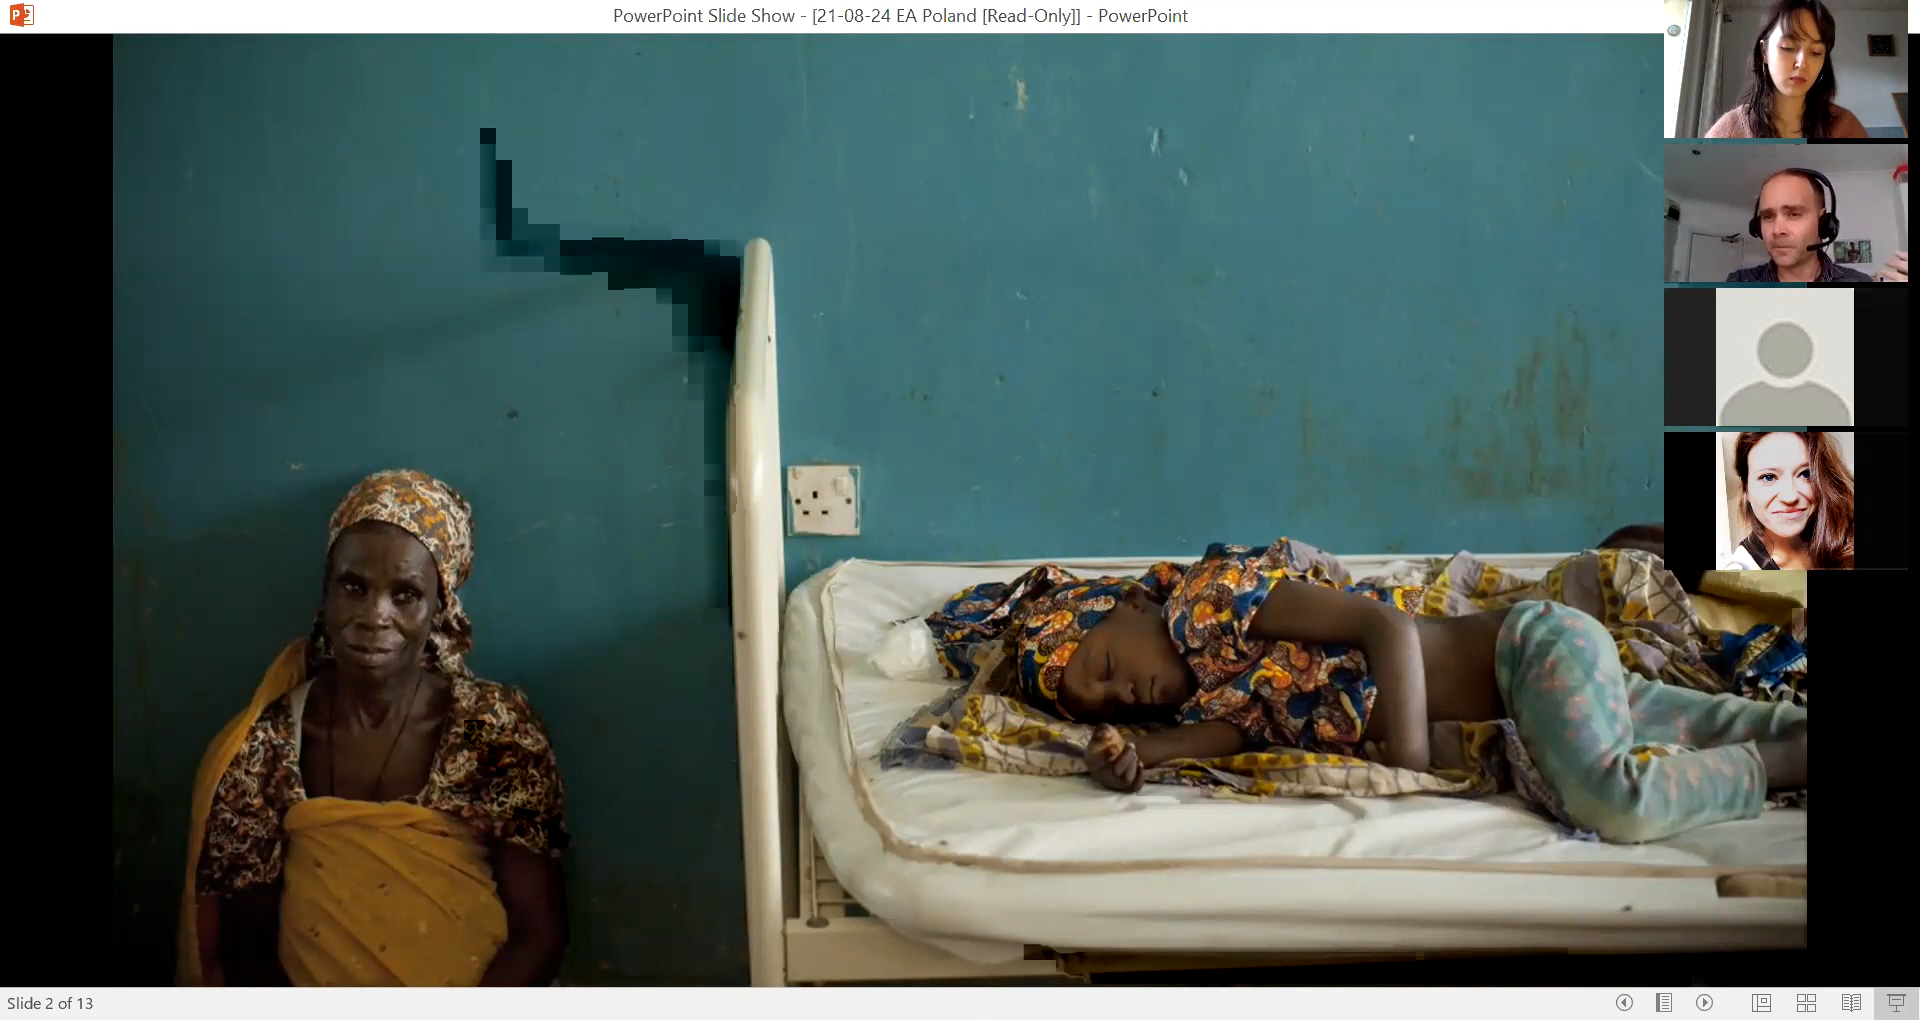 PowerPoint Slide Show - [21-08-24 EA Poland [Read-Only]] - PowerPoint
Slide 2 of 13